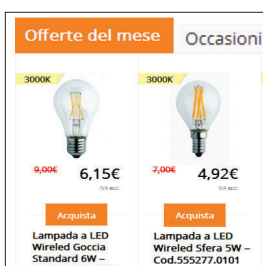 Offerte del mese
Occasioni
3000K
9,00€ 6,15€
IVA escl.
Acquista
Lampada a LED
Wireled Goccia
Standard 6W –
3000K
7,00€ 4,92€
IVA escl.
Acquista
Lampada a LED
Wireled Sfera 5W –
Cod.555277.0101